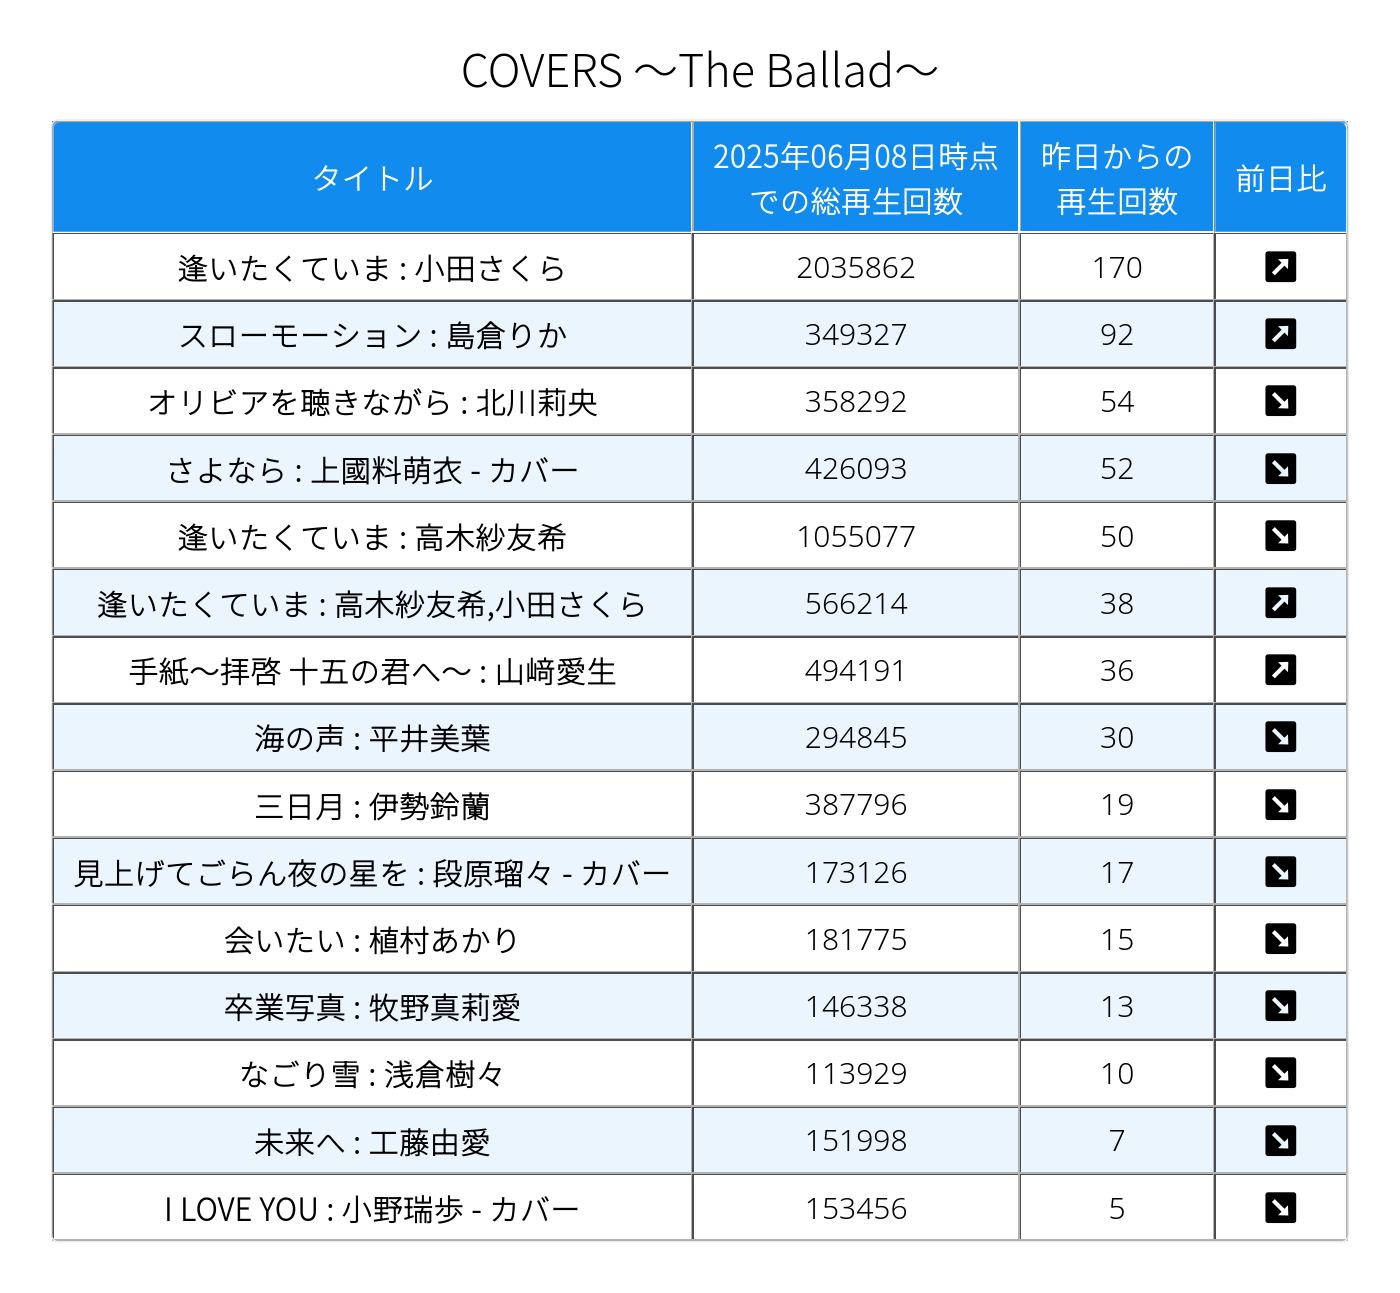 COVERS ～The Ballad～
タイトル 2025年06月08日時点での総再生回数 昨日からの再生回数 前日比
逢いたくていま : 小田さくら 2035862 170 ↗
スローモーション : 島倉りか 349327 92 ↗
オリビアを聴きながら : 北川莉央 358292 54 ↘
さよなら : 上國料萌衣 - カバー 426093 52 ↘
逢いたくていま : 高木紗友希 1055077 50 ↘
逢いたくていま : 高木紗友希,小田さくら 566214 38 ↗
手紙～拝啓 十五の君へ～ : 山﨑愛生 494191 36 ↗
海の声 : 平井美葉 294845 30 ↘
三日月 : 伊勢鈴蘭 387796 19 ↘
見上げてごらん夜の星を : 段原瑠々 - カバー 173126 17 ↘
会いたい : 植村あかり 181775 15 ↘
卒業写真 : 牧野真莉愛 146338 13 ↘
なごり雪 : 浅倉樹々 113929 10 ↘
未来へ : 工藤由愛 151998 7 ↘
I LOVE YOU : 小野瑞歩 - カバー 153456 5 ↘